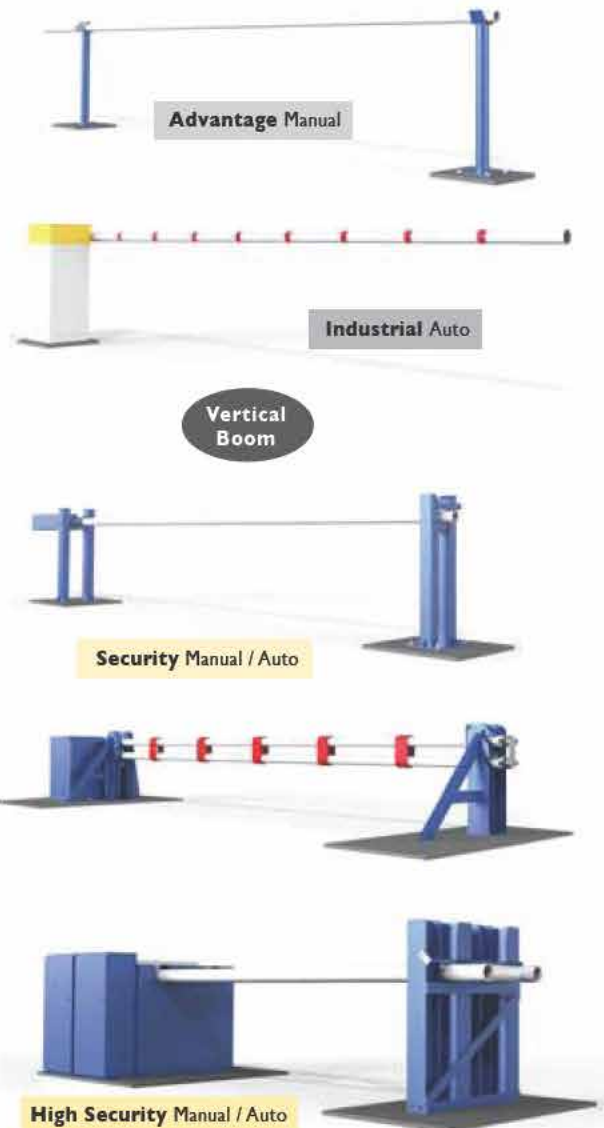 Advantage Manual
Industrial Auto
Vertical
Boom
Security Manual / Auto
High Security Manual / Auto